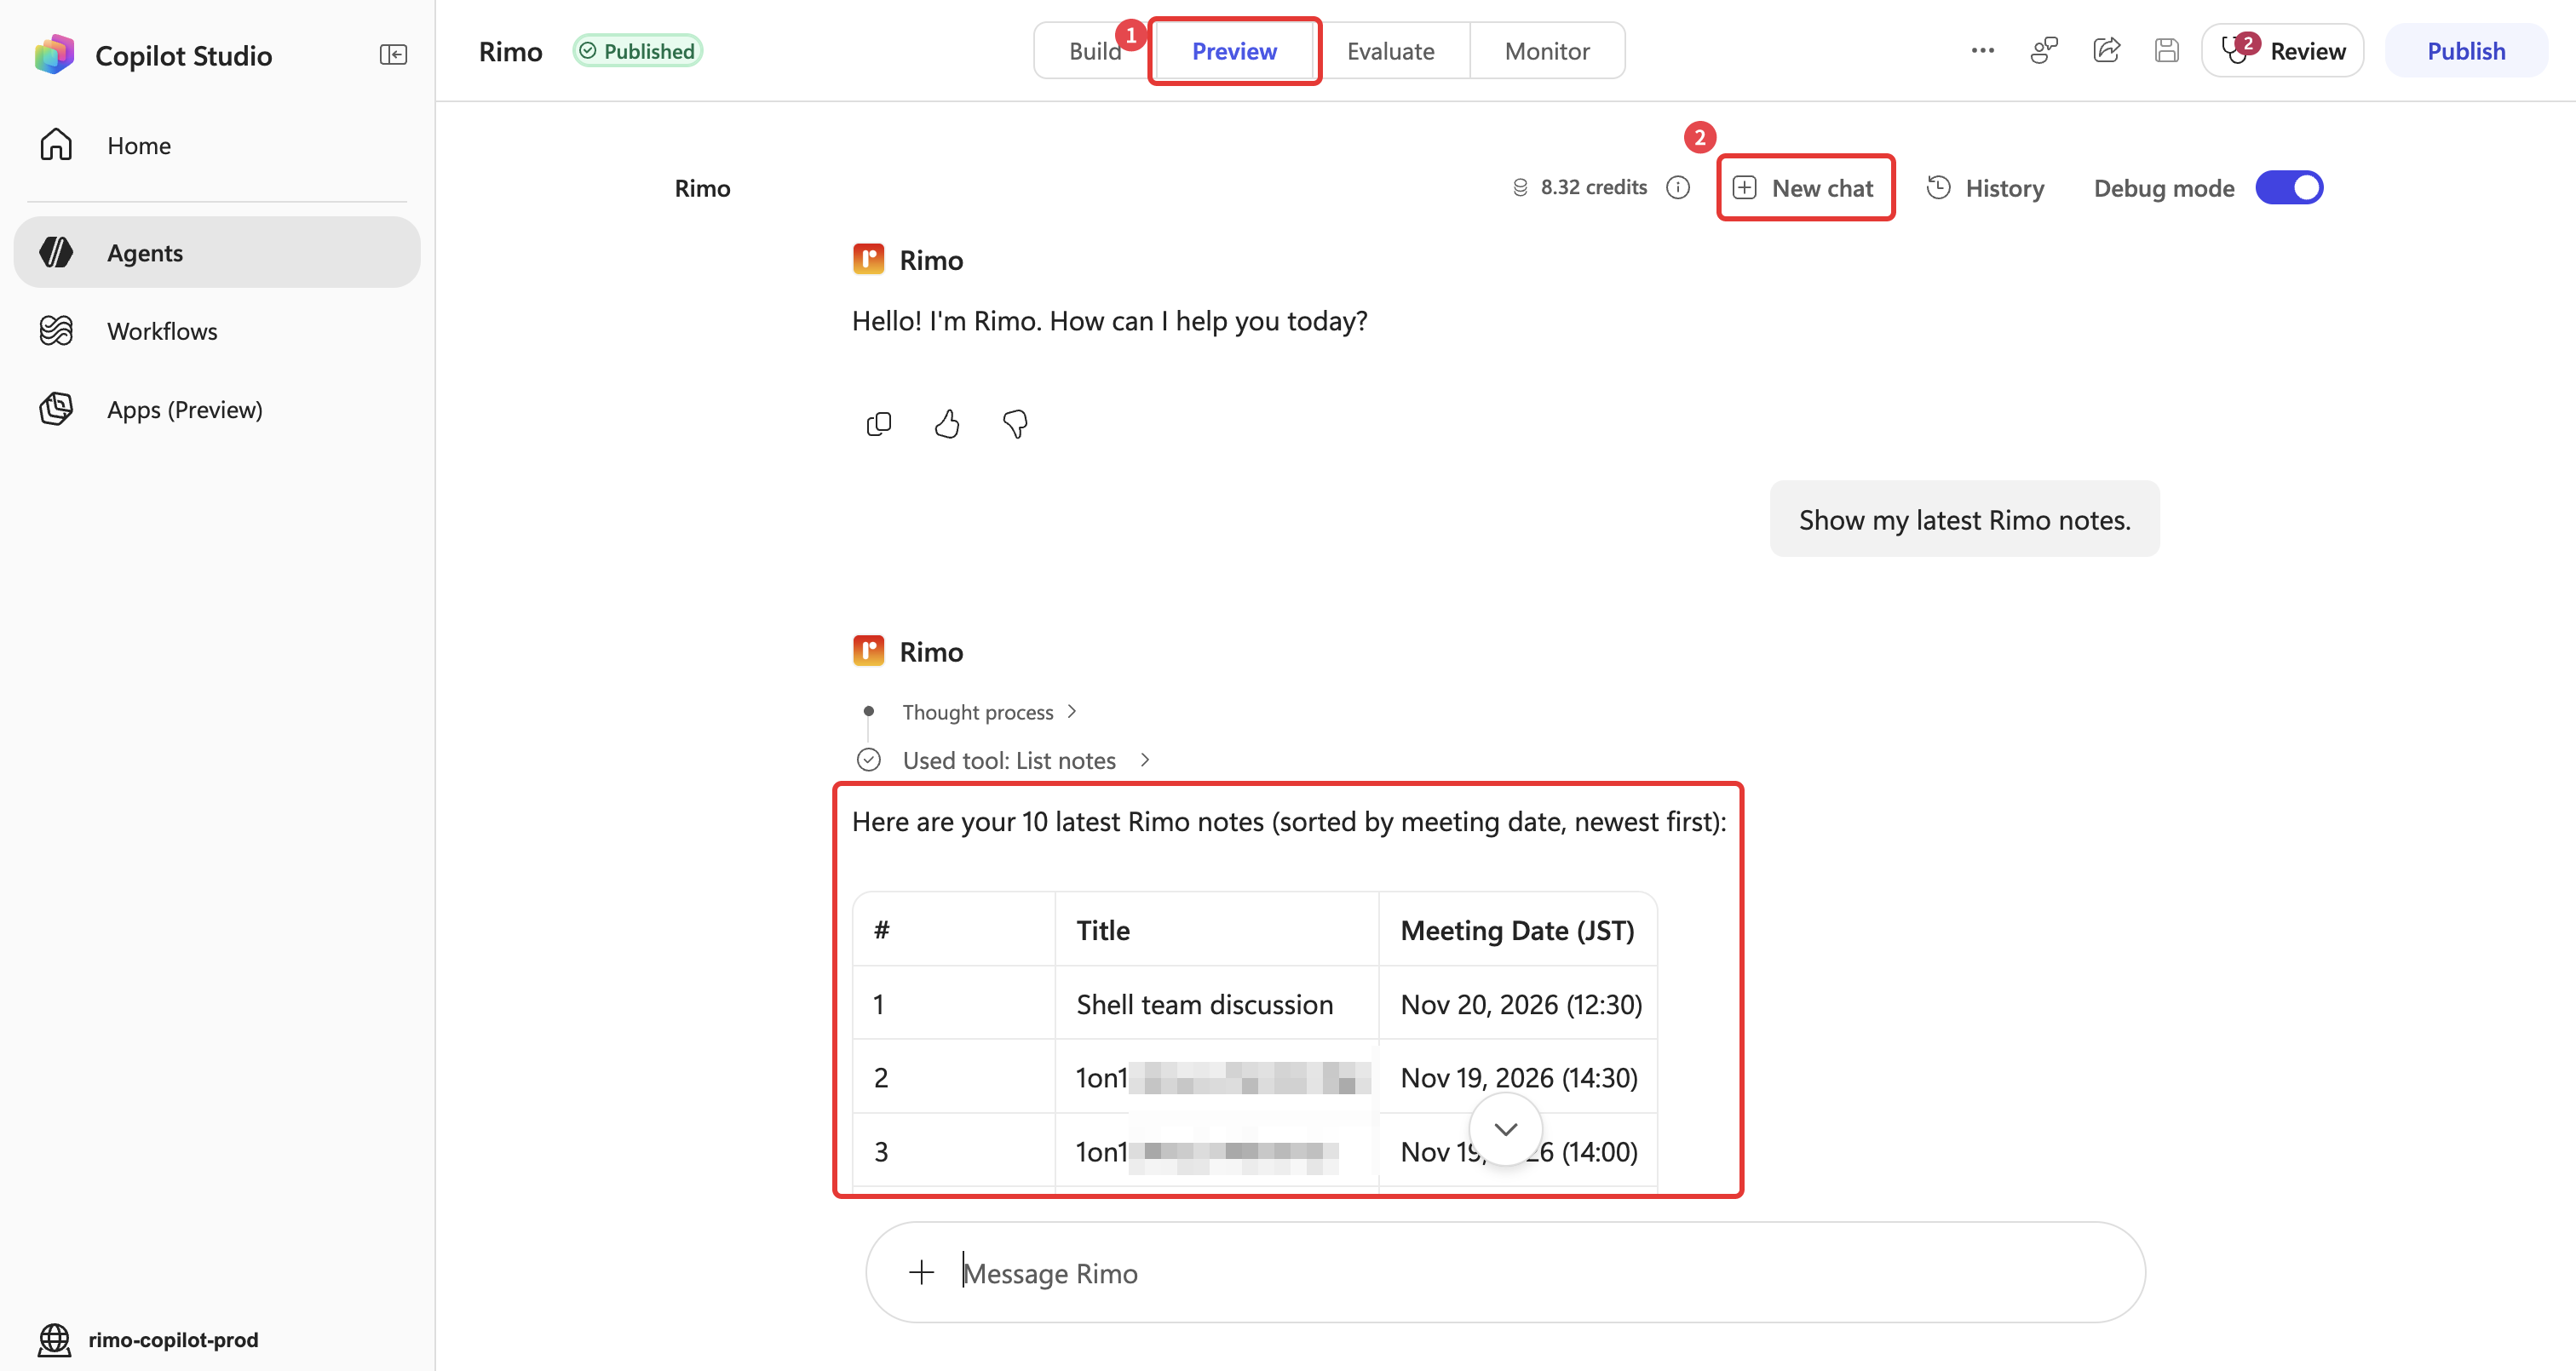 Copilot Studio
Home
Agents
Workflows
Apps (Preview)
rimo-copilot-prod
Rimo
Published
Build
1
Preview
Evaluate
Monitor
2
Review
Publish
Rimo
8.32 credits
2
New chat
History
Debug mode
Rimo
Hello! I'm Rimo. How can I help you today?
Show my latest Rimo notes.
Rimo
Thought process
Used tool: List notes
Here are your 10 latest Rimo notes (sorted by meeting date, newest first):
# Title Meeting Date (JST)
1 Shell team discussion Nov 20, 2026 (12:30)
2 1on1 Nov 19, 2026 (14:30)
3 1on1 Nov 19, (14:00)
Message Rimo